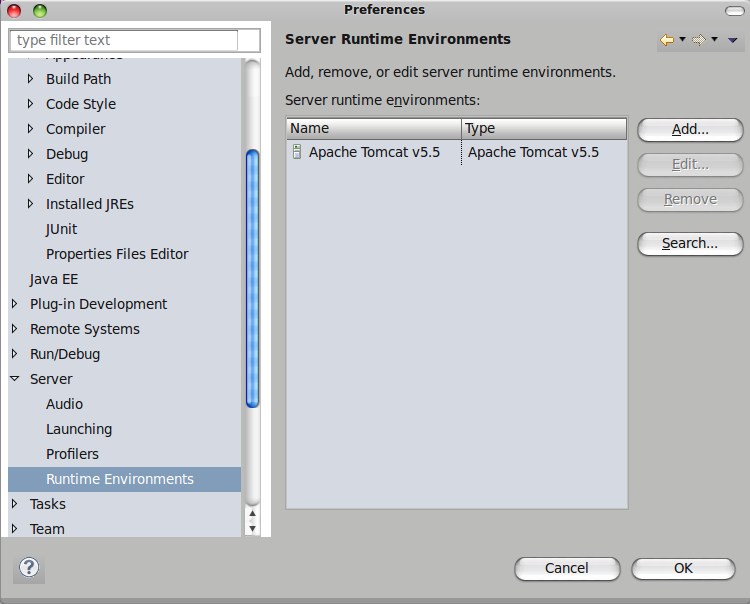 Preferences
type filter text
Appearance
Build Path
Code Style
Compiler
Debug
Editor
Installed JREs
JUnit
Properties Files Editor
Java EE
Plug-in Development
Remote Systems
Run/Debug
Server
Audio
Launching
Profilers
Runtime Environments
Tasks
Team
Server Runtime Environments
Add, remove, or edit server runtime environments.
Server runtime environments:
Name Type
Apache Tomcat v5.5 Apache Tomcat v5.5
Add...
Edit...
Remove
Search...
?
Cancel OK